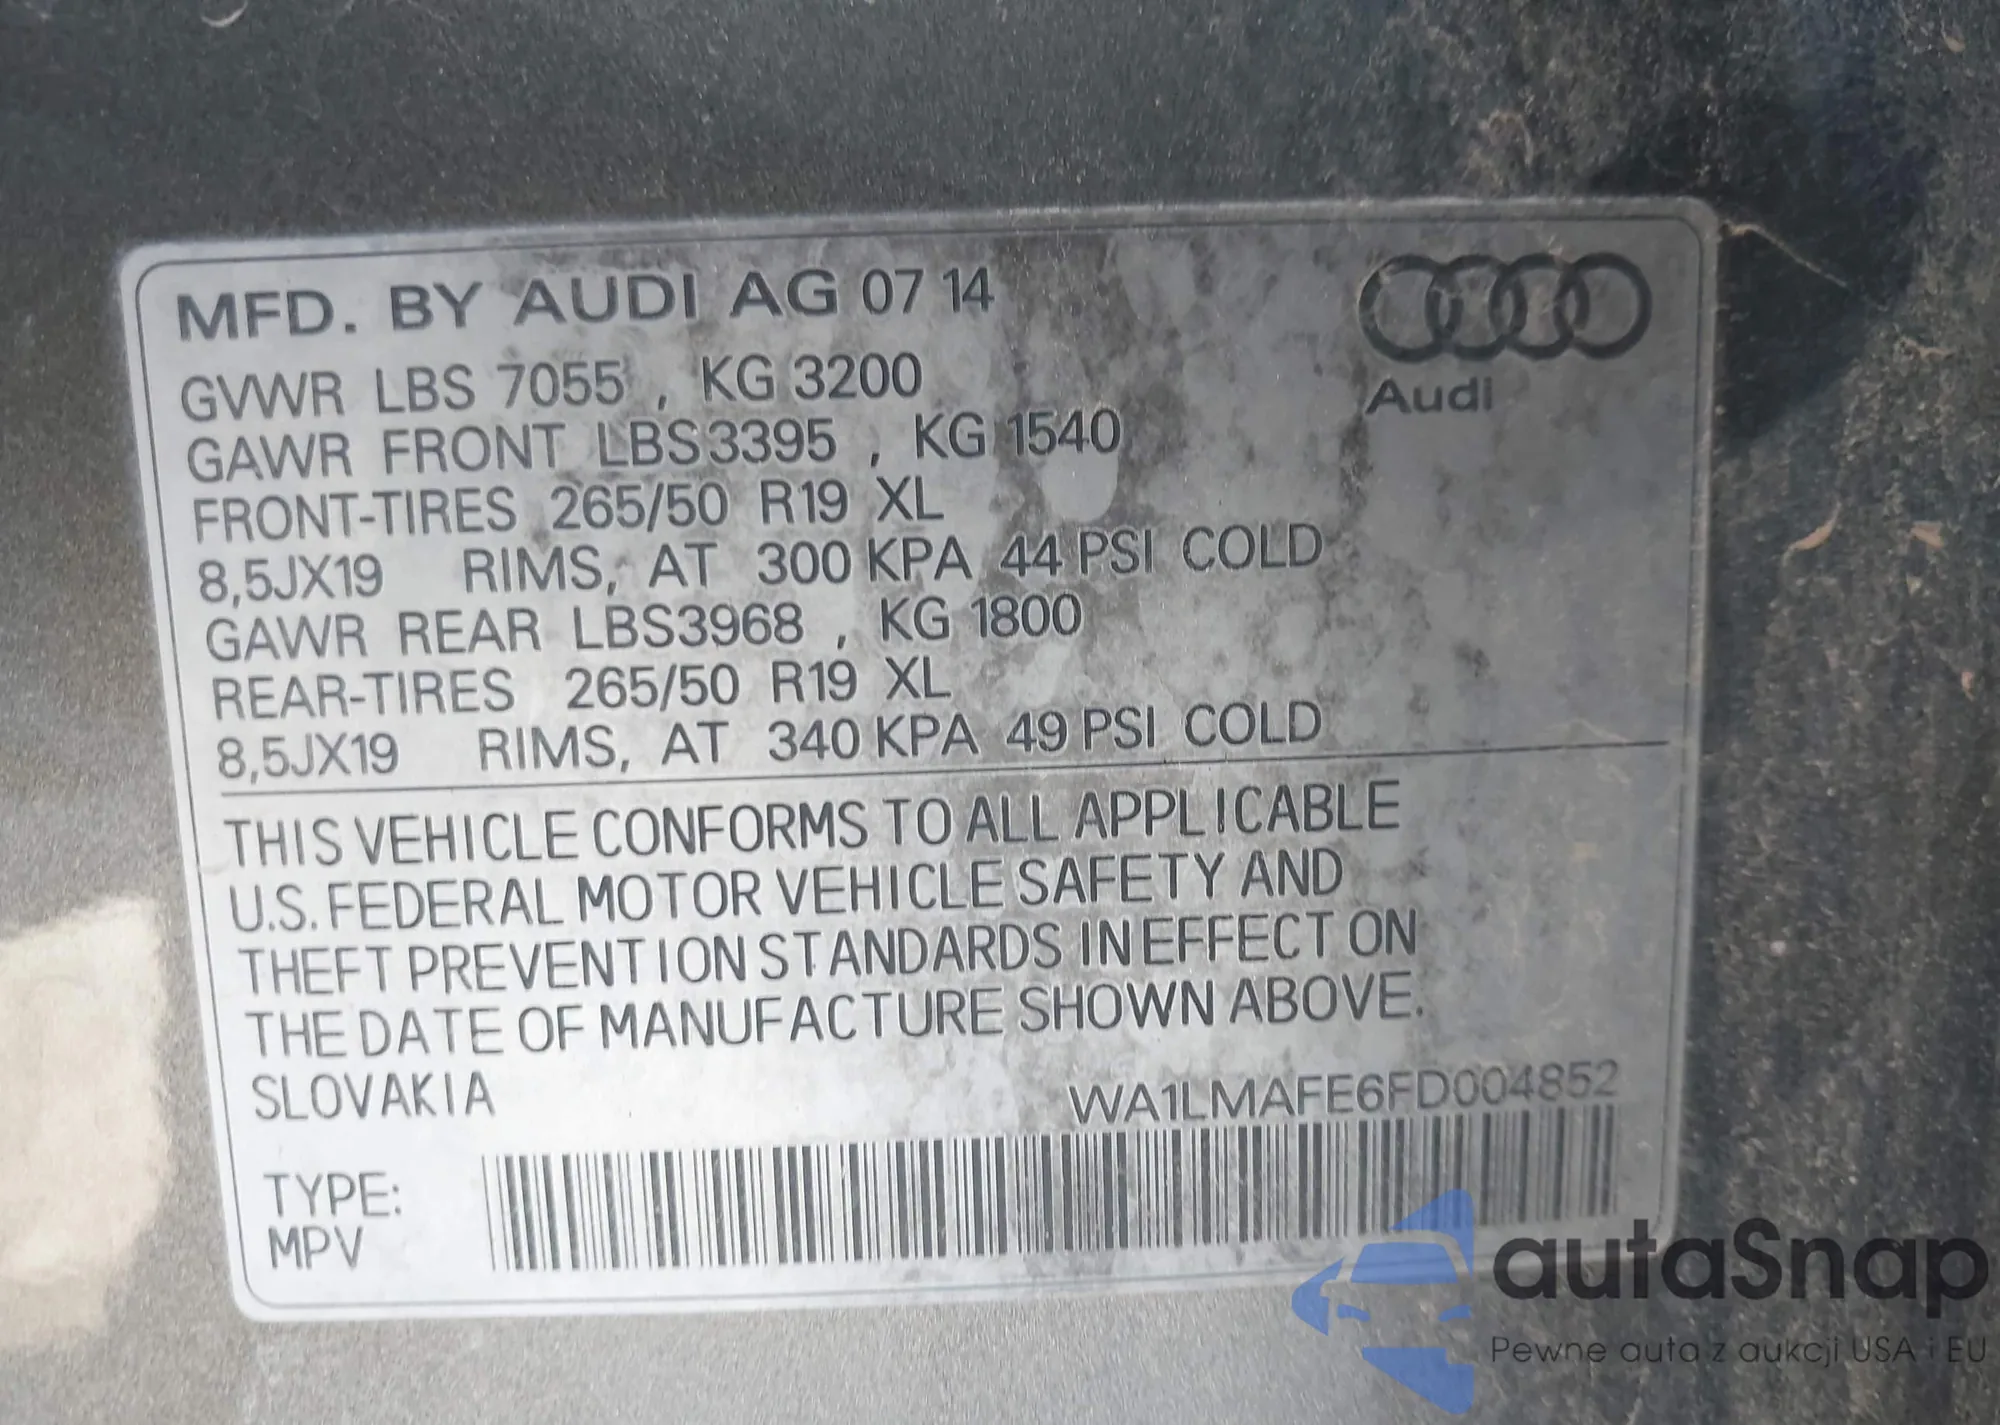 MFD. BY AUDI AG 07 14
Audi
GVWR LBS 7055 , KG 3200
GAWR FRONT LBS3395 , KG 1540
FRONT-TIRES 265/50 R19 XL
8,5JX19 RIMS, AT 300 KPA 44 PSI COLD
GAWR REAR LBS3968 , KG 1800
REAR-TIRES 265/50 R19 XL
8,5JX19 RIMS, AT 340 KPA 49 PSI COLD
THIS VEHICLE CONFORMS TO ALL APPLICABLE
U.S. FEDERAL MOTOR VEHICLE SAFETY AND
THEFT PREVENTION STANDARDS IN EFFECT ON
THE DATE OF MANUFACTURE SHOWN ABOVE.
SLOVAKIA WA1LMAFE6FD004852
TYPE:
MPV
autaSnap
Pewne auta z aukcji USA i EU